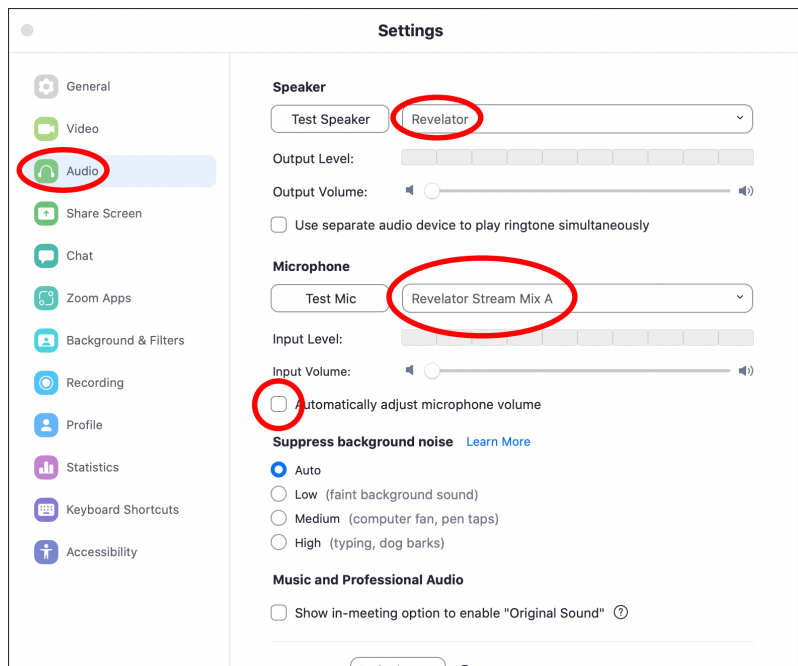 Settings
General
Video
Audio
Share Screen
Chat
Zoom Apps
Background & Filters
Recording
Profile
Statistics
Keyboard Shortcuts
Accessibility
Speaker
Test Speaker Revelator
Output Level:
Output Volume:
Use separate audio device to play ringtone simultaneously
Microphone
Test Mic Revelator Stream Mix A
Input Level:
Input Volume:
Automatically adjust microphone volume
Suppress background noise Learn More
Auto
Low (faint background sound)
Medium (computer fan, pen taps)
High (typing, dog barks)
Music and Professional Audio
Show in-meeting option to enable "Original Sound" ?